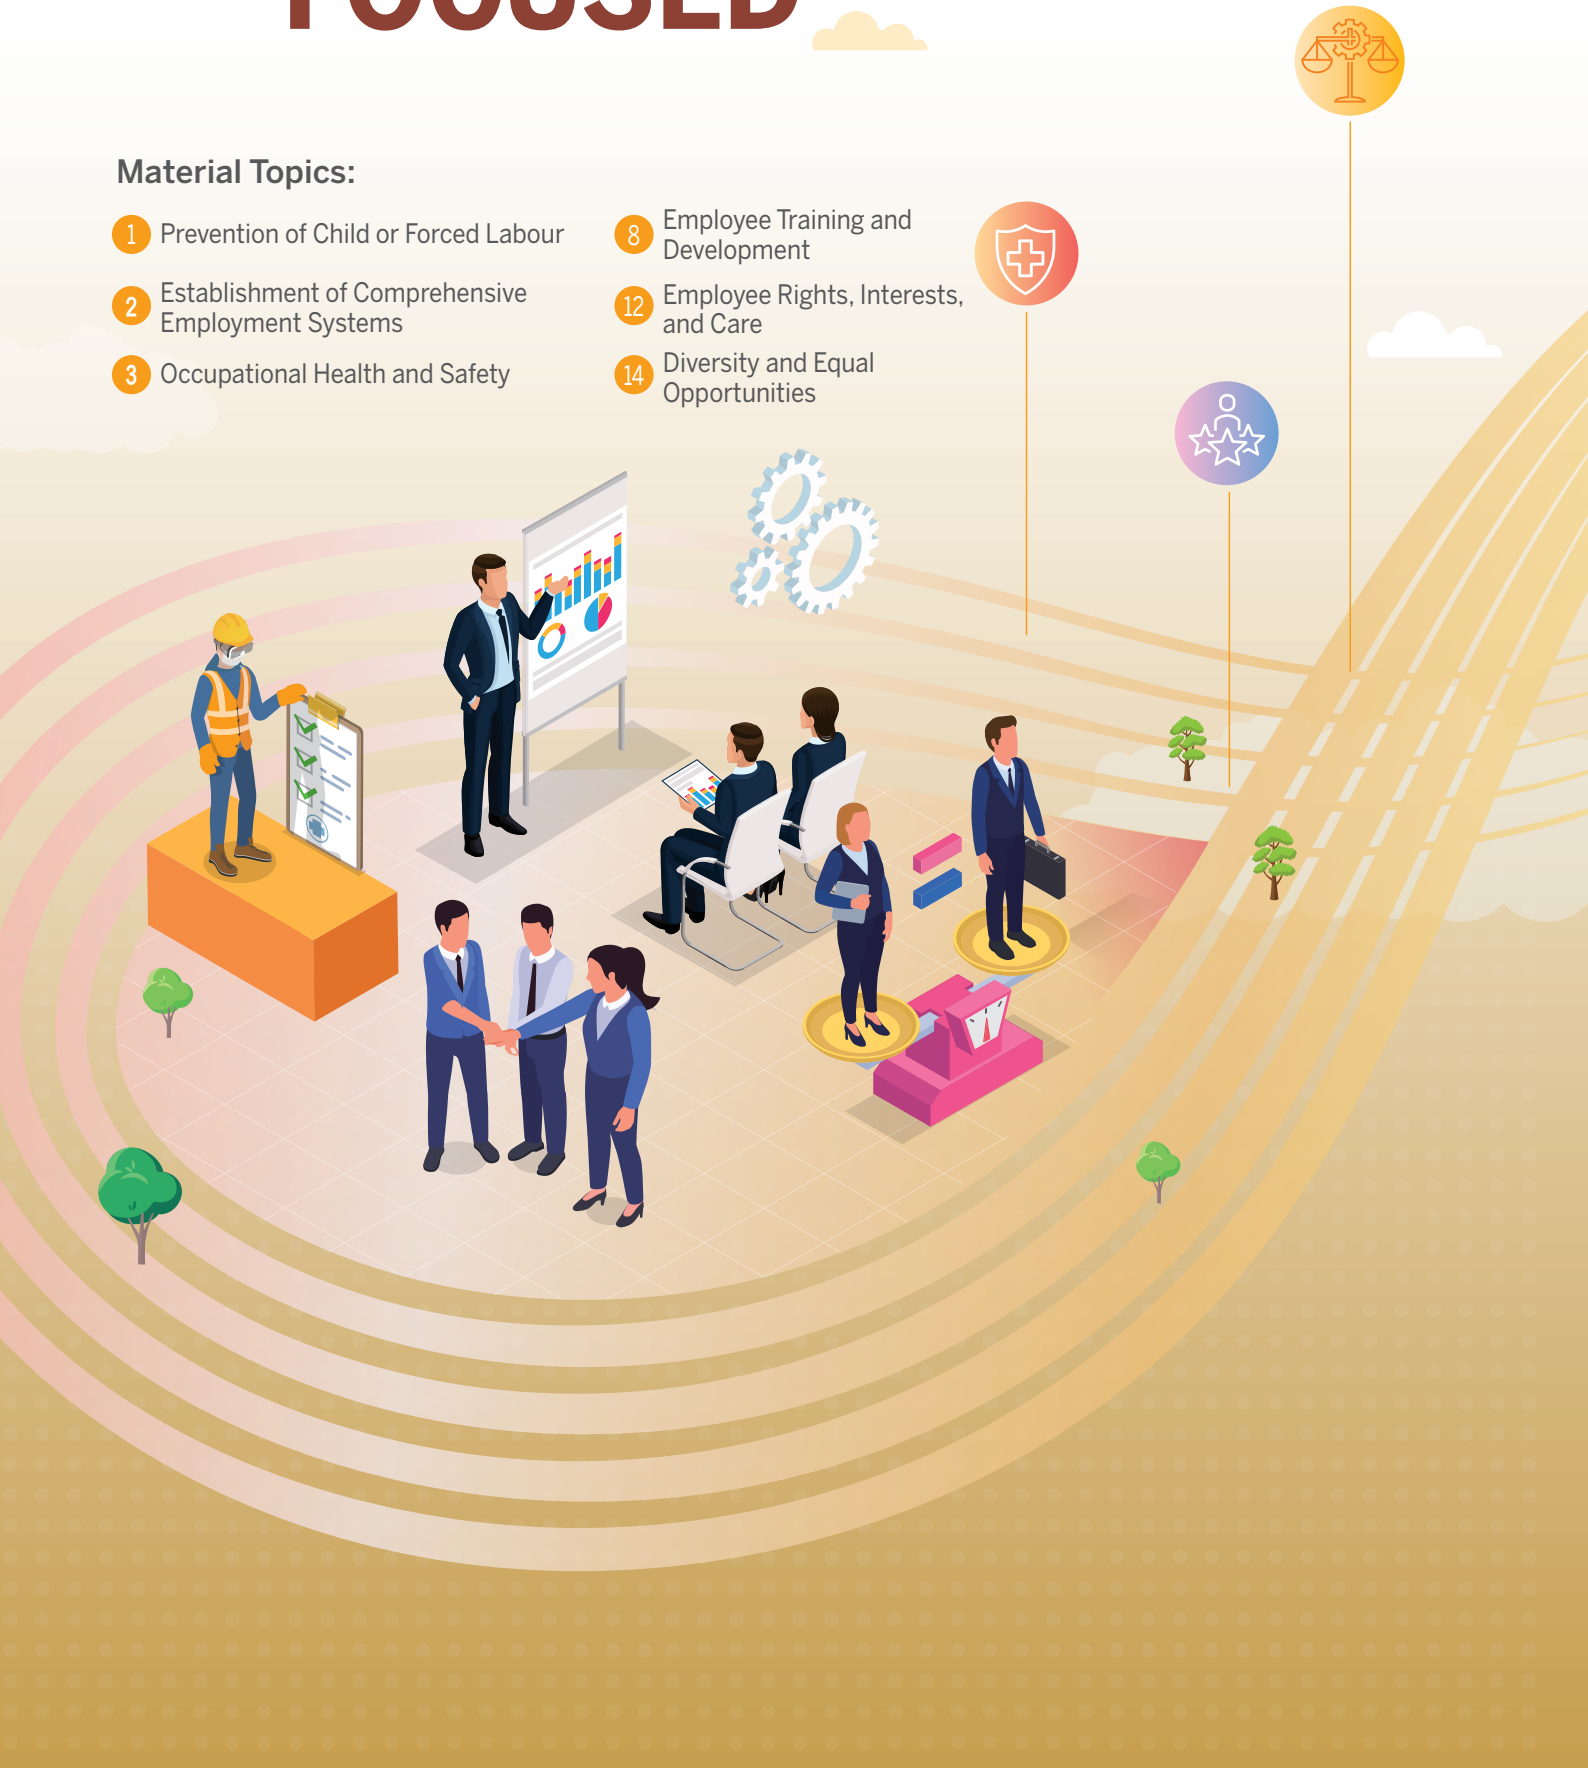 FOCUSED
Material Topics:
1 Prevention of Child or Forced Labour
2 Establishment of Comprehensive
Employment Systems
3 Occupational Health and Safety
8 Employee Training and
Development
12 Employee Rights, Interests,
and Care
14 Diversity and Equal
Opportunities